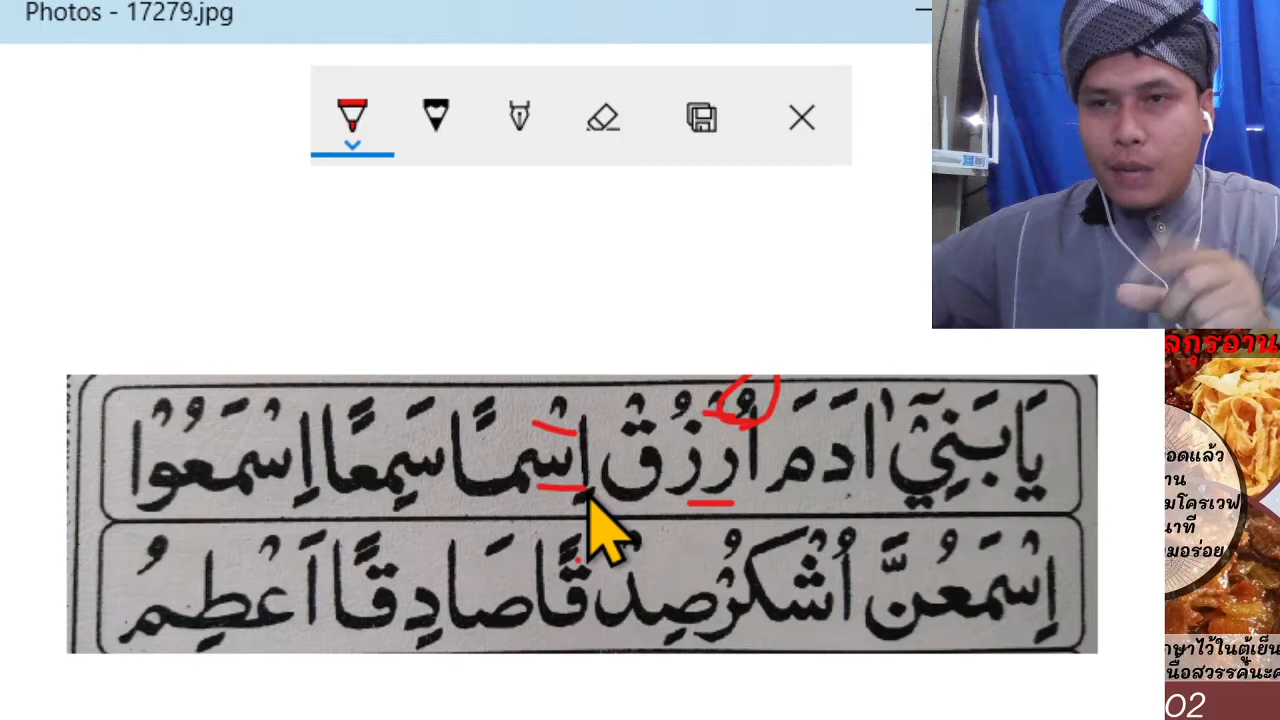 Photos - 17279.jpg
يَا بَنِيْٓ اٰدَمَ اُرْزُقْ اِسْمًا سَمِعًا اِسْمَعُوْا
اِسْمَعُنَّ اُشْكُرْ صِدْقًا صَادِقًا اَعْظِمُ
ลกุรอาน
อดแล้ว
าน
มโครเวฟ
นาที
มอร่อย
าษาไว้ในตู้เย็น
เนื้อสวรรค์นะค
02